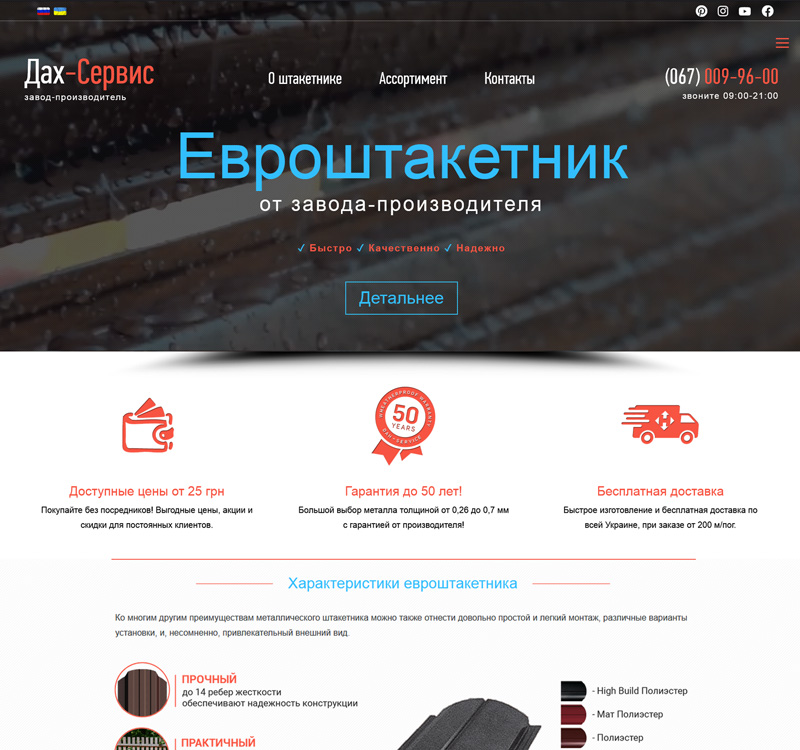 Дах-Сервис
завод-производитель
О штакетнике
Ассортимент
Контакты
(067) 009-96-00
звоните 09:00-21:00
Евроштакетник
от завода-производителя
✓ Быстро ✓ Качественно ✓ Надежно
Детальнее
50
YEARS
Доступные цены от 25 грн
Покупайте без посредников! Выгодные цены, акции и
скидки для постоянных клиентов.
Гарантия до 50 лет!
Большой выбор металла толщиной от 0,26 до 0,7 мм
с гарантией от производителя!
Бесплатная доставка
Быстрое изготовление и бесплатная доставка по
всей Украине, при заказе от 200 м/пог.
Характеристики евроштакетника
Ко многим другим преимуществам металлического штакетника можно также отнести довольно простой и легкий монтаж, различные варианты
установки, и, несомненно, привлекательный внешний вид.
ПРОЧНЫЙ
до 14 ребер жесткости
обеспечивают надежность конструкции
ПРАКТИЧНЫЙ
- High Build Полиэстер
- Мат Полиэстер
- Полиэстер